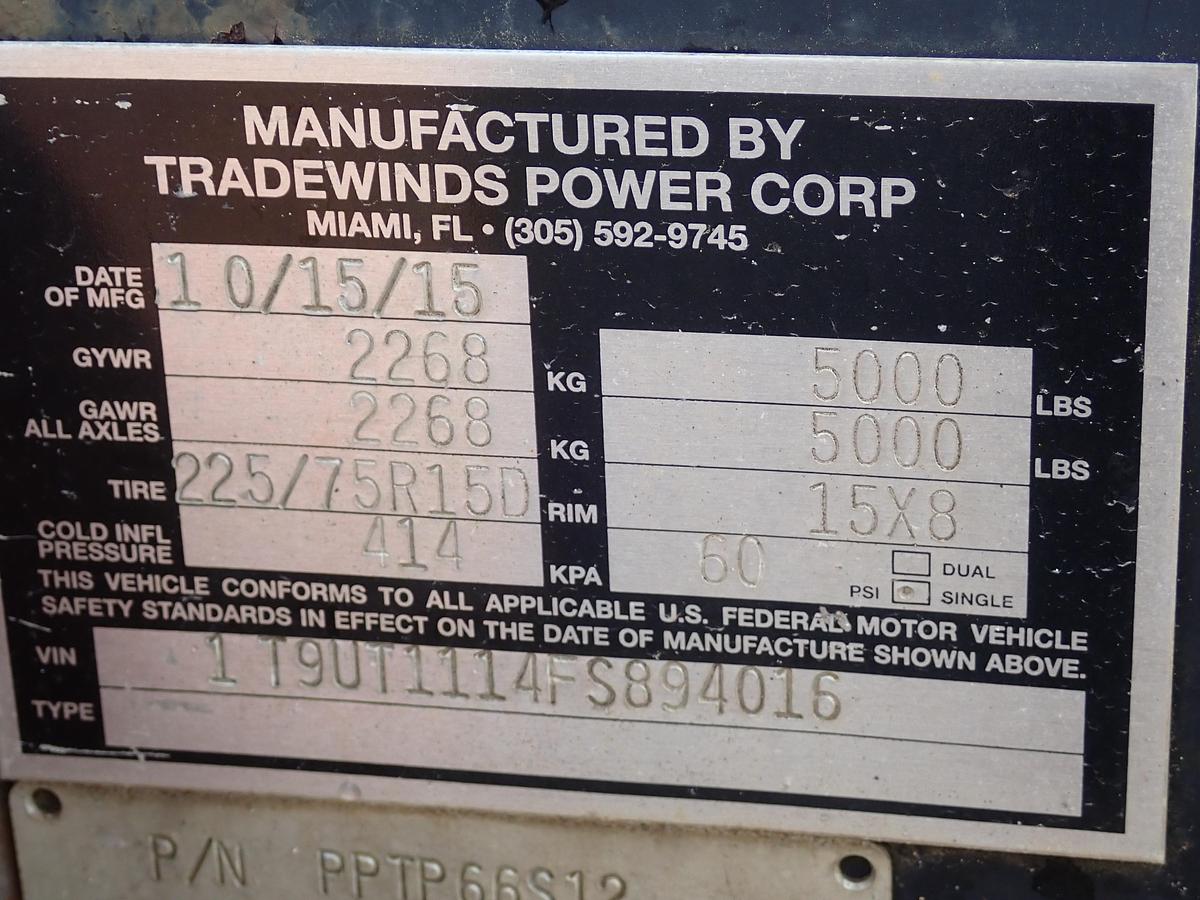 MANUFACTURED BY
TRADEWINDS POWER CORP
MIAMI, FL • (305) 592-9745
DATE OF MFG 10/15/15
GYWR 2268 KG 5000 LBS
GAWR ALL AXLES 2268 KG 5000 LBS
TIRE 225/75R15D RIM 15X8
COLD INFL PRESSURE 414 KPA 60 PSI DUAL SINGLE
THIS VEHICLE CONFORMS TO ALL APPLICABLE U.S. FEDERAL MOTOR VEHICLE
SAFETY STANDARDS IN EFFECT ON THE DATE OF MANUFACTURE SHOWN ABOVE.
VIN 1T9UT1114FS894016
TYPE
P/N PPTP66S12